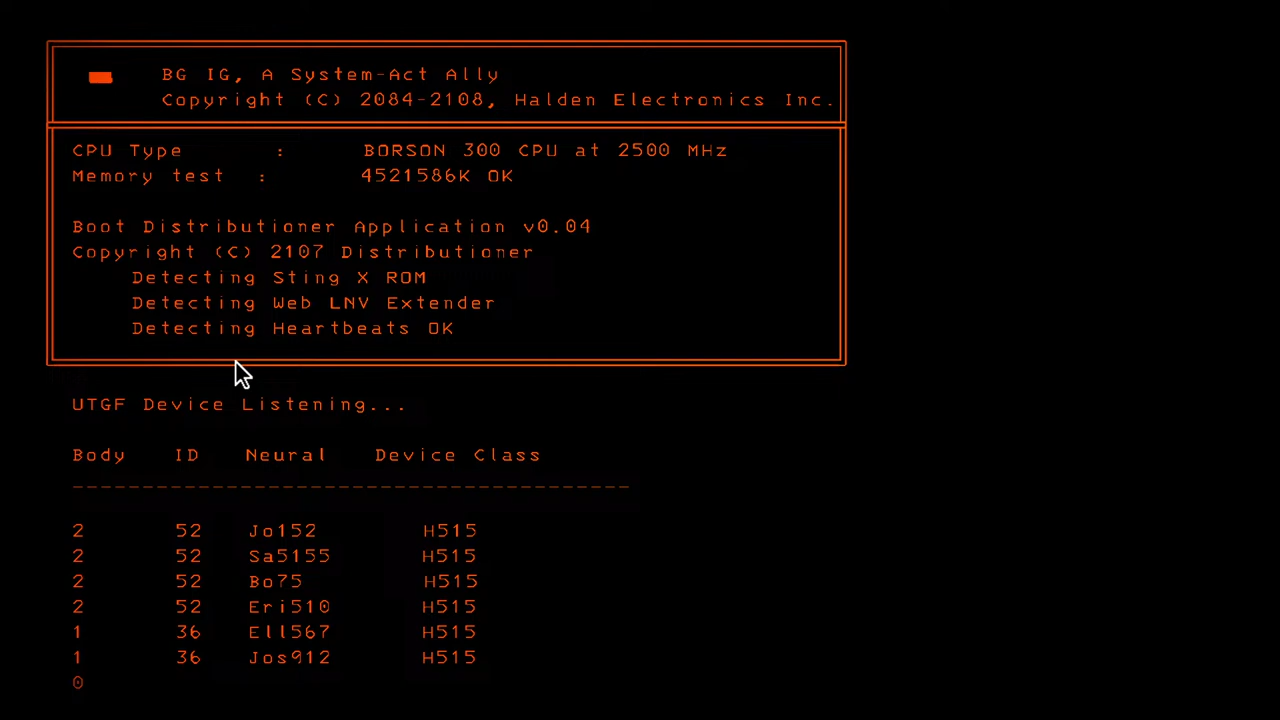 BG IG, A System-Act Ally
Copyright (C) 2084-2108, Halden Electronics Inc.
CPU Type : BORSON 300 CPU at 2500 MHz
Memory test : 4521586K OK
Boot Distributioner Application v0.04
Copyright (C) 2107 Distributioner
Detecting Sting X ROM
Detecting Web LNV Extender
Detecting Heartbeats OK
UTGF Device Listening...
Body ID Neural Device Class
----------------------------------------
2 52 Jo152 H515
2 52 Sa5155 H515
2 52 Bo75 H515
2 52 Eri510 H515
1 36 Ell567 H515
1 36 Jos912 H515
0